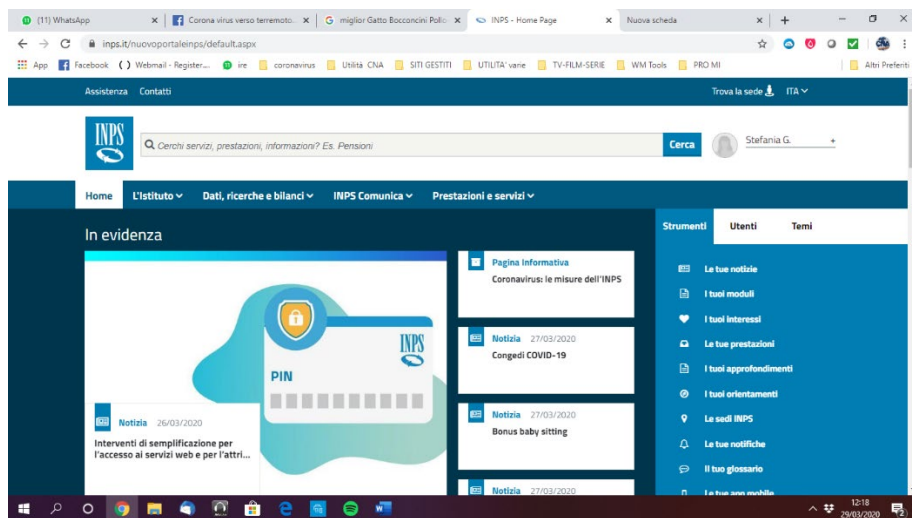 (11) WhatsApp
Corona virus verso terremoto..
miglior Gatto Bocconcini Pollo
INPS - Home Page
Nuova scheda
inps.it/nuovoportaleinps/default.aspx
App Facebook Webmail - Register... ire coronavirus Utilità CNA SITI GESTITI UTILITA' varie TV-FILM-SERIE WM Tools PRO MI Altri Preferiti
Assistenza Contatti Trova la sede ITA
INPS Cerchi servizi, prestazioni, informazioni? Es. Pensioni Cerca Stefania G. +
Home L'Istituto Dati, ricerche e bilanci INPS Comunica Prestazioni e servizi
In evidenza
INPS
PIN
Notizia 26/03/2020
Interventi di semplificazione per
l'accesso ai servizi web e per l'attri...
Pagina Informativa
Coronavirus: le misure dell'INPS
Notizia 27/03/2020
Congedi COVID-19
Notizia 27/03/2020
Bonus baby sitting
Notizia 27/03/2020
Strumenti Utenti Temi
Le tue notizie
I tuoi moduli
I tuoi Interessi
Le tue prestazioni
I tuoi approfondimenti
I tuoi orientamenti
Le sedi INPS
Le tue notifiche
Il tuo glossario
Le tue app mobile
12:18
29/03/2020